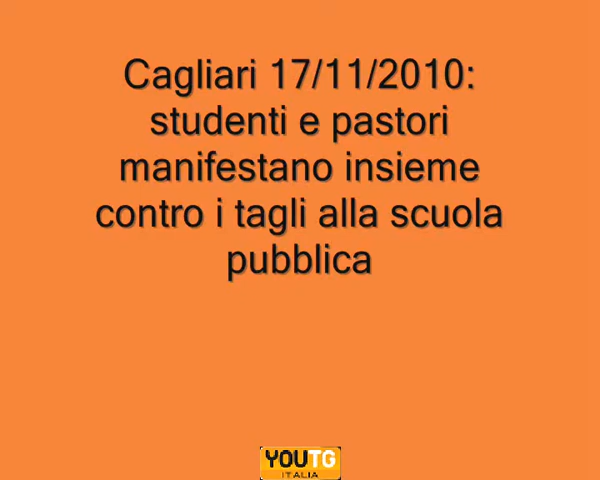 Cagliari 17/11/2010:
studenti e pastori
manifestano insieme
contro i tagli alla scuola
pubblica
YOUTG
ITALIA